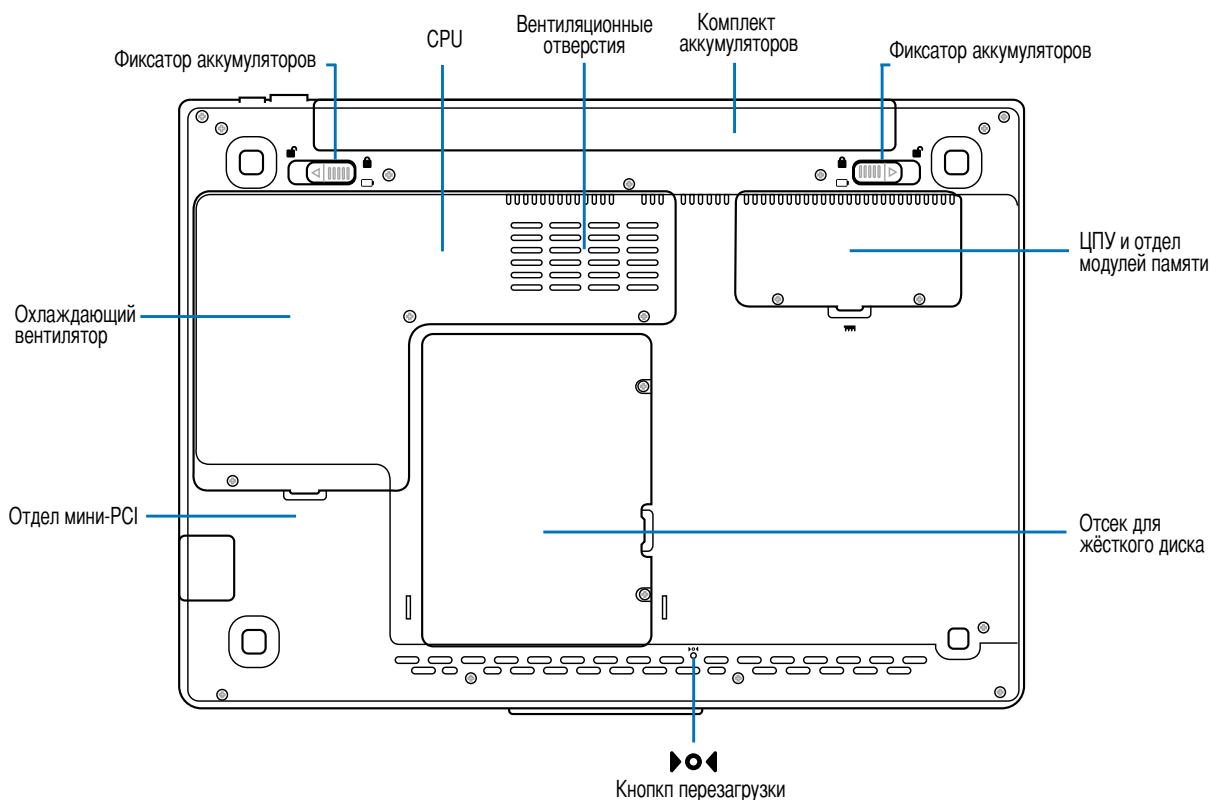 Фиксатор аккумуляторов
CPU
Вентиляционные
отверстия
Комплект
аккумуляторов
Фиксатор аккумуляторов
ЦПУ и отдел
модулей памяти
Охлаждающий
вентилятор
Отдел мини-PCI
Отсек для
жёсткого диска
Кнопкп перезагрузки